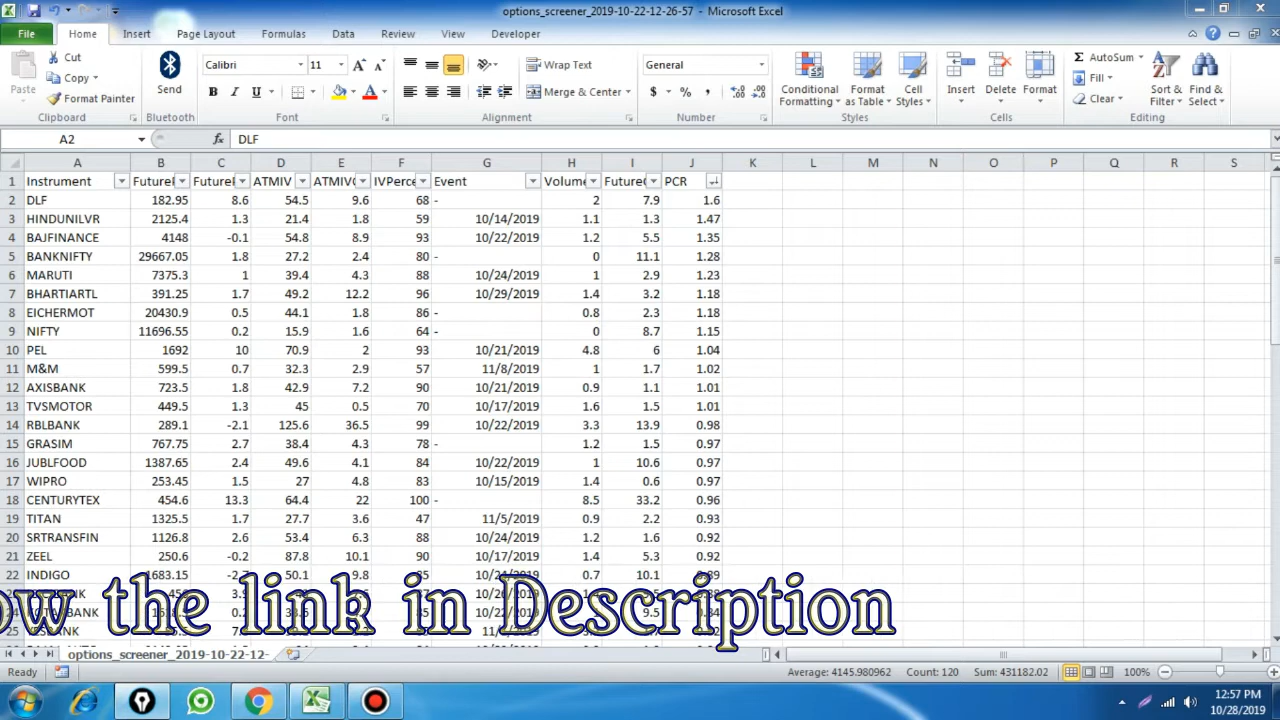 options_screener_2019-10-22-12-26-57 - Microsoft Excel
File Home Insert Page Layout Formulas Data Review View Developer
Cut Calibri 11 Wrap Text General AutoSum
Copy Fill
Paste Format Painter Send B I U Merge & Center $ % , Conditional Formatting Format as Table Cell Styles Insert Delete Format Clear Sort & Filter Find & Select
Clipboard Bluetooth Font Alignment Number Styles Cells Editing
A2 fx DLF
A B C D E F G H I J K L M N O P Q R S
1 Instrument FutureP Future ATMIV ATMIVC IVPerce Event Volume Future PCR
2 DLF 182.95 8.6 54.5 9.6 68 - 2 7.9 1.6
3 HINDUNILVR 2125.4 1.3 21.4 1.8 59 10/14/2019 1.1 1.3 1.47
4 BAJFINANCE 4148 -0.1 54.8 8.9 93 10/22/2019 1.2 5.5 1.35
5 BANKNIFTY 29667.05 1.8 27.2 2.4 80 - 0 11.1 1.28
6 MARUTI 7375.3 1 39.4 4.3 88 10/24/2019 1 2.9 1.23
7 BHARTIARTL 391.25 1.7 49.2 12.2 96 10/29/2019 1.4 3.2 1.18
8 EICHERMOT 20430.9 0.5 44.1 1.8 86 - 0.8 2.3 1.18
9 NIFTY 11696.55 0.2 15.9 1.6 64 - 0 8.7 1.15
10 PEL 1692 10 70.9 2 93 10/21/2019 4.8 6 1.04
11 M&M 599.5 0.7 32.3 2.9 57 11/8/2019 1 1.7 1.02
12 AXISBANK 723.5 1.8 42.9 7.2 90 10/21/2019 0.9 1.1 1.01
13 TVSMOTOR 449.5 1.3 45 0.5 70 10/17/2019 1.6 1.5 1.01
14 RBLBANK 289.1 -2.1 125.6 36.5 99 10/22/2019 3.3 13.9 0.98
15 GRASIM 767.75 2.7 38.4 4.3 78 - 1.2 1.5 0.97
16 JUBLFOOD 1387.65 2.4 49.6 4.1 84 10/22/2019 1 10.6 0.97
17 WIPRO 253.45 1.5 27 4.8 83 10/15/2019 1.4 0.6 0.97
18 CENTURYTEX 454.6 13.3 64.4 22 100 - 8.5 33.2 0.96
19 TITAN 1325.5 1.7 27.7 3.6 47 11/5/2019 0.9 2.2 0.93
20 SRTRANSFIN 1126.8 2.6 53.4 6.3 88 10/24/2019 1.2 1.6 0.92
21 ZEEL 250.6 -0.2 87.8 10.1 90 10/17/2019 1.4 5.3 0.92
22 INDIGO 1683.15 50.1 9.8 0.7 10.1
ow the link in Description
25
options_screener_2019-10-22-12-
Ready Average: 4145.980962 Count: 120 Sum: 431182.02 100%
12:57 PM
10/28/2019